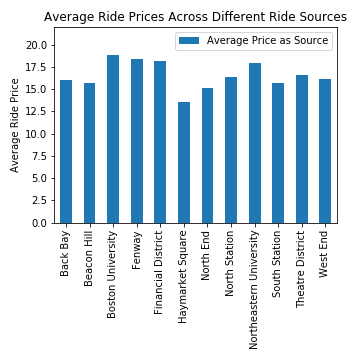 Average Ride Prices Across Different Ride Sources
Average Price as Source
Average Ride Price
20.0
17.5
15.0
12.5
10.0
7.5
5.0
2.5
0.0
Back Bay
Beacon Hill
Boston University
Fenway
Financial District
Haymarket Square
North End
North Station
Northeastern University
South Station
Theatre District
West End